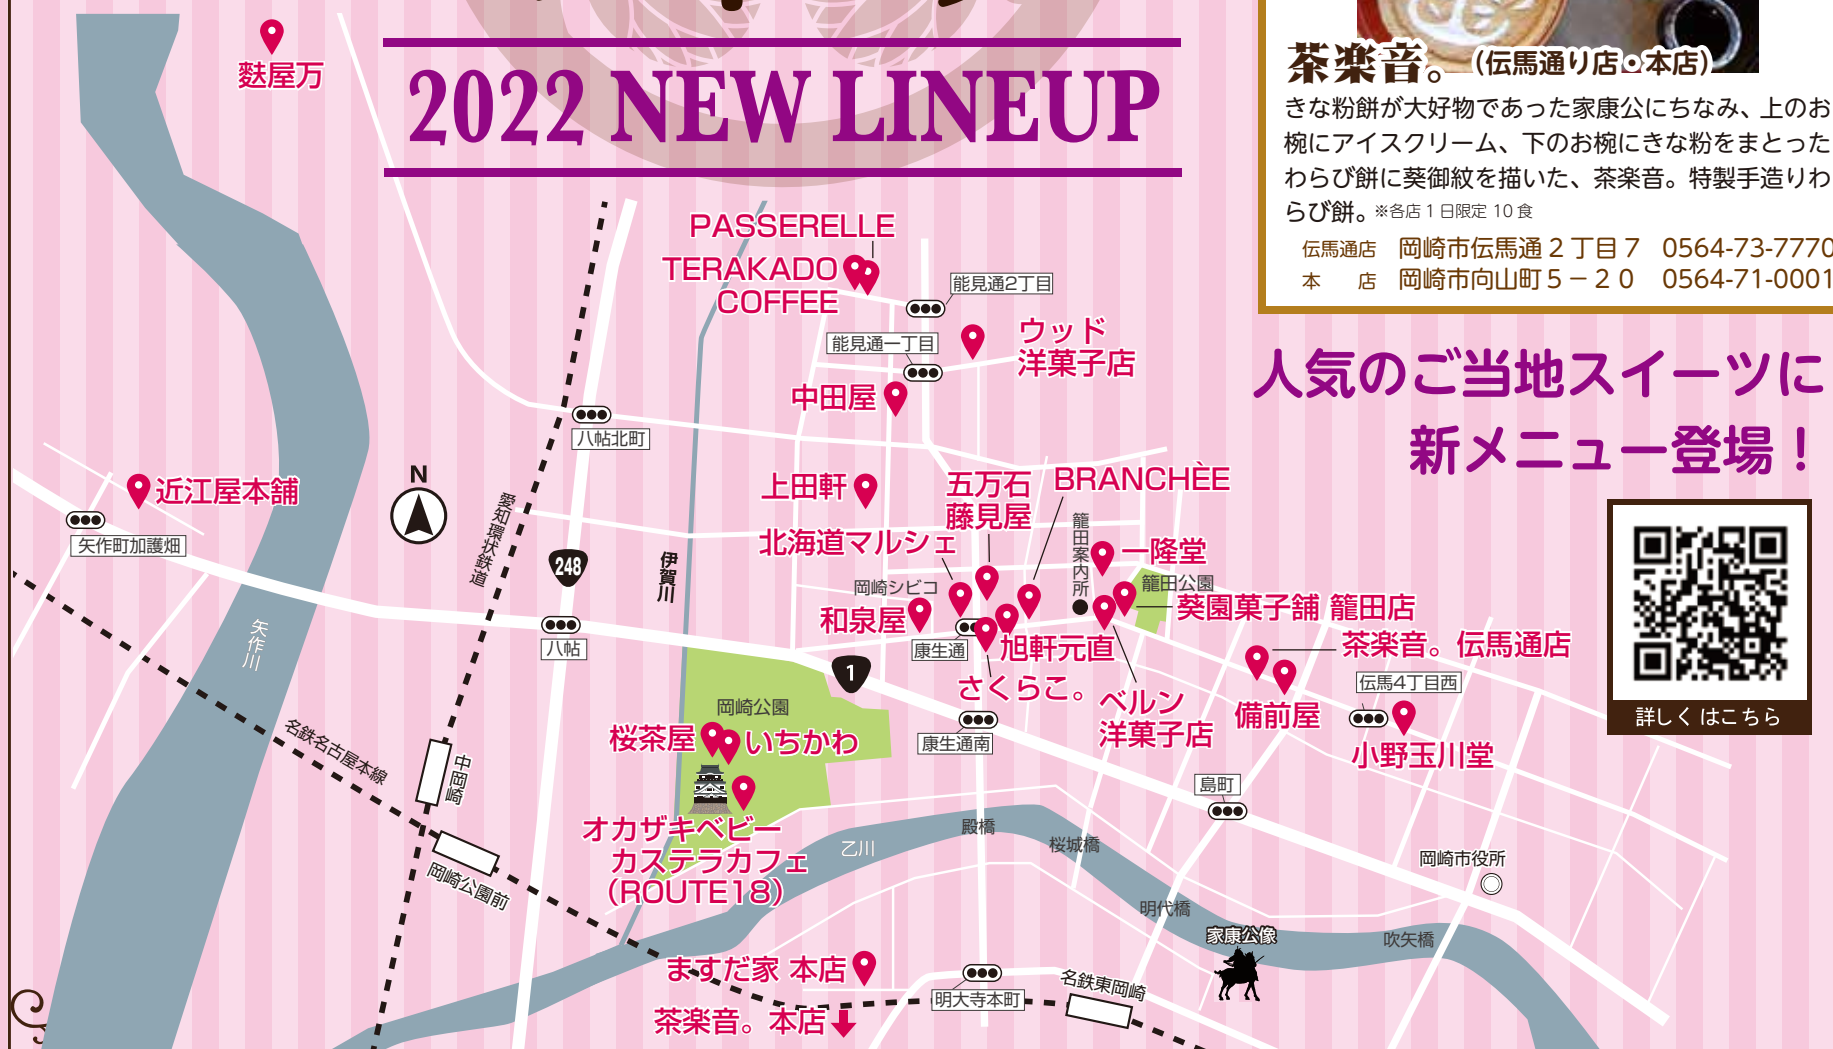 2022 NEW LINEUP
麩屋万
PASSERELLE
TERAKADO
COFFEE
能見通2丁目
能見通一丁目
ウッド
洋菓子店
中田屋
八帖北町
近江屋本舗
矢作町加護畑
N
愛知環状鉄道
248
伊賀川
上田軒
五万石
藤見屋
BRANCHÈE
北海道マルシェ
籠田案内所
一隆堂
岡崎シビコ
籠田公園
和泉屋
葵園菓子舗 籠田店
康生通
旭軒元直
茶楽音。伝馬通店
八帖
矢作川
1
さくらこ。
ベルン
洋菓子店
備前屋
伝馬4丁目西
小野玉川堂
岡崎公園
桜茶屋
いちかわ
康生通南
名鉄名古屋本線
中岡崎
島町
オカザキベビー
カステラカフェ
(ROUTE18)
岡崎公園前
乙川
殿橋
桜城橋
岡崎市役所
明代橋
家康公像
吹矢橋
ますだ家 本店
明大寺本町
名鉄東岡崎
茶楽音。本店
茶楽音。(伝馬通り店・本店)
きな粉餅が大好物であった家康公にちなみ、上のお
椀にアイスクリーム、下のお椀にきな粉をまとった
わらび餅に葵御紋を描いた、茶楽音。特製手造りわ
らび餅。※各店1日限定 10 食
伝馬通店 岡崎市伝馬通2丁目7 0564-73-7770
本 店 岡崎市向山町5－20 0564-71-0001
人気のご当地スイーツに
新メニュー登場！
詳しくはこちら